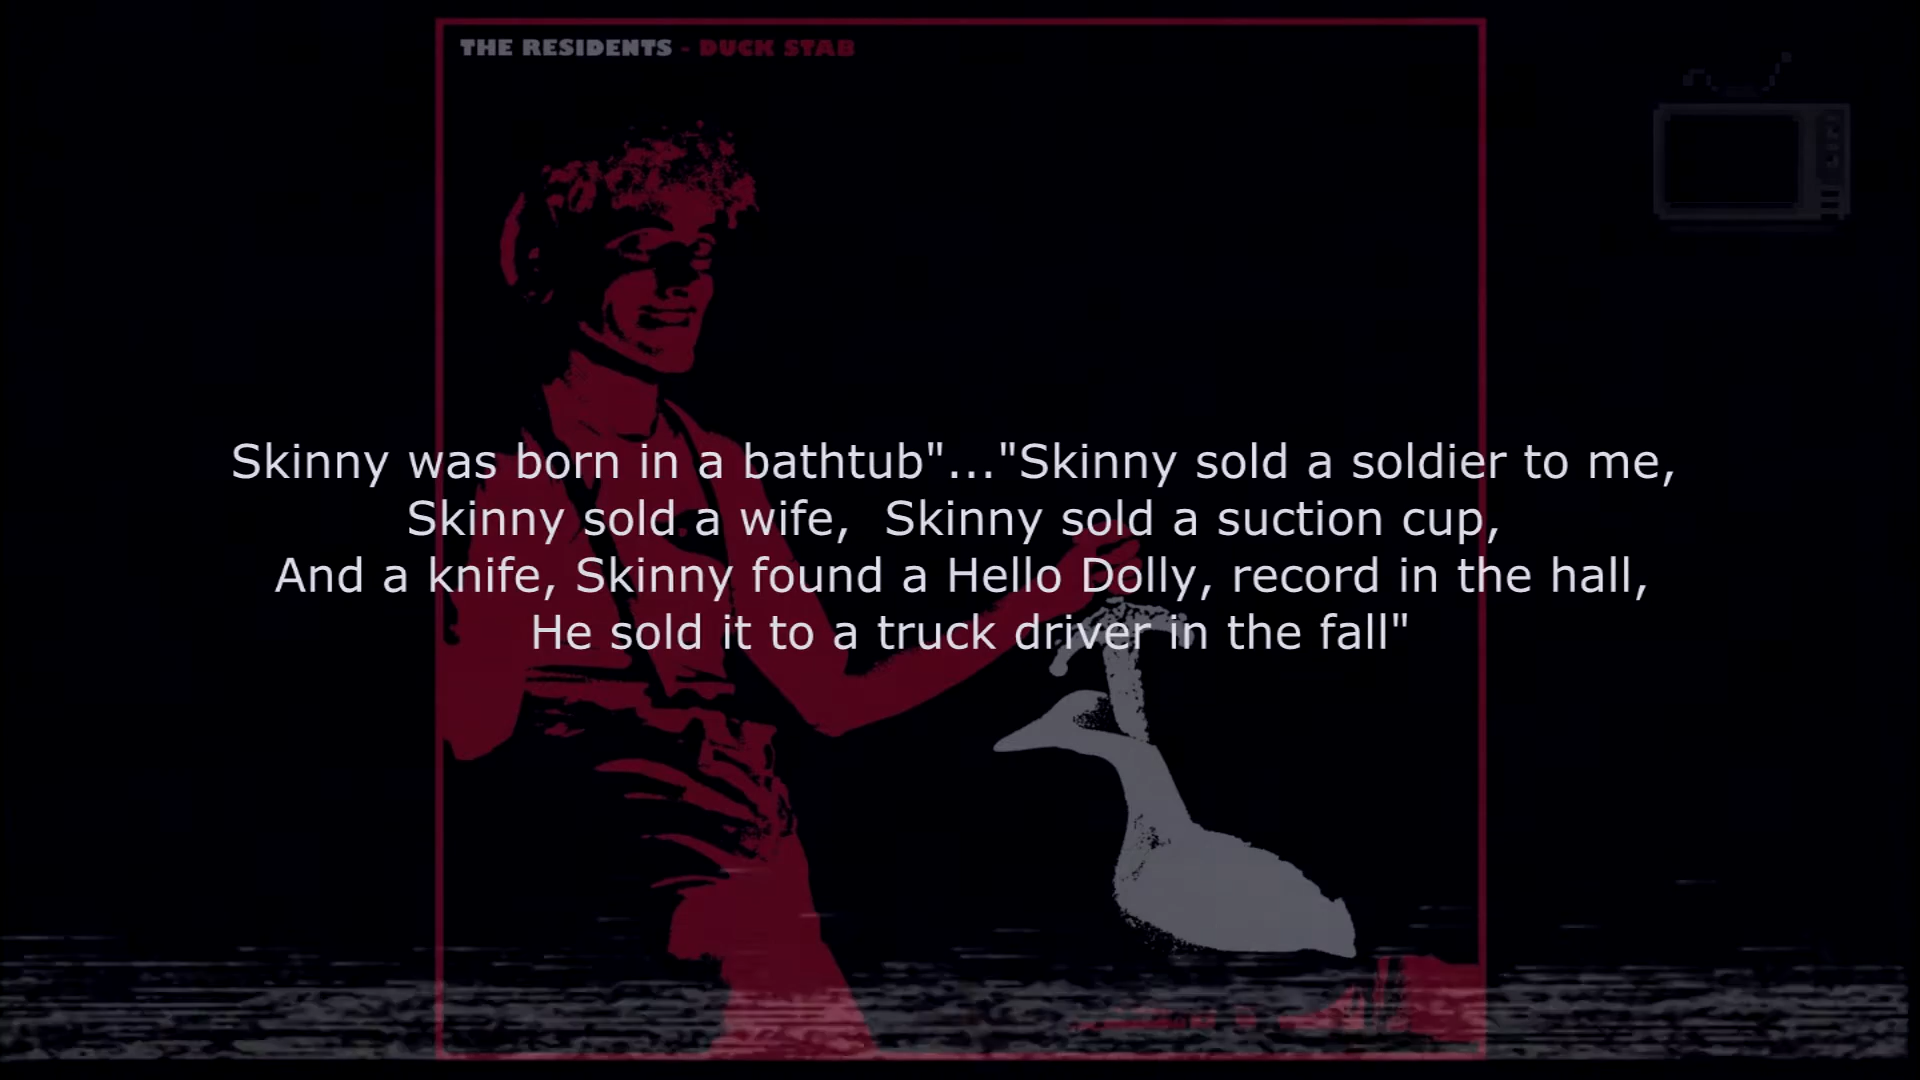 THE RESIDENTS - DUCK STAB
Skinny was born in a bathtub"..."Skinny sold a soldier to me,
Skinny sold a wife,  Skinny sold a suction cup,
And a knife, Skinny found a Hello Dolly, record in the hall,
He sold it to a truck driver in the fall"